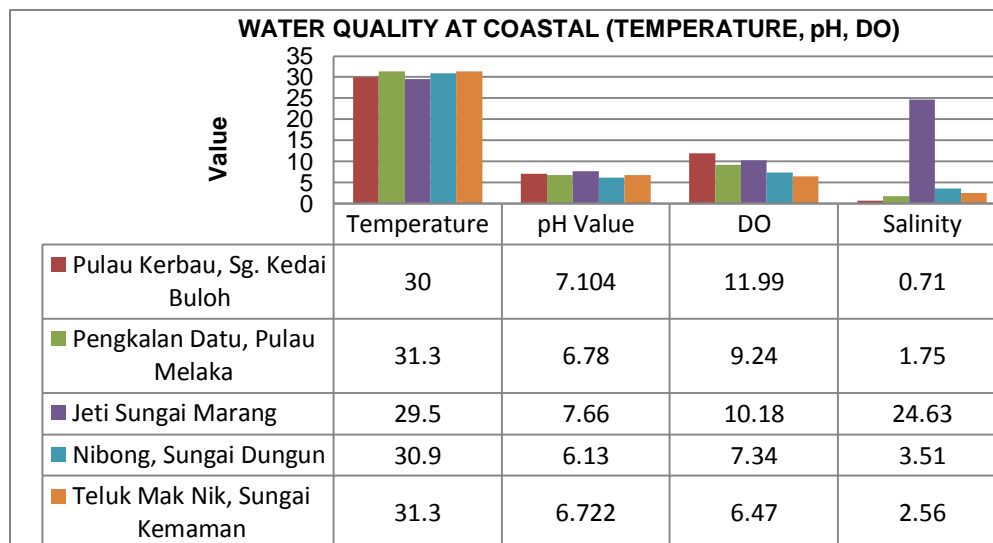 WATER QUALITY AT COASTAL (TEMPERATURE, pH, DO)
Value
35
30
25
20
15
10
5
0
Temperature pH Value DO Salinity
Pulau Kerbau, Sg. Kedai
Buloh
30 7.104 11.99 0.71
Pengkalan Datu, Pulau
Melaka
31.3 6.78 9.24 1.75
Jeti Sungai Marang 29.5 7.66 10.18 24.63
Nibong, Sungai Dungun 30.9 6.13 7.34 3.51
Teluk Mak Nik, Sungai
Kemaman
31.3 6.722 6.47 2.56